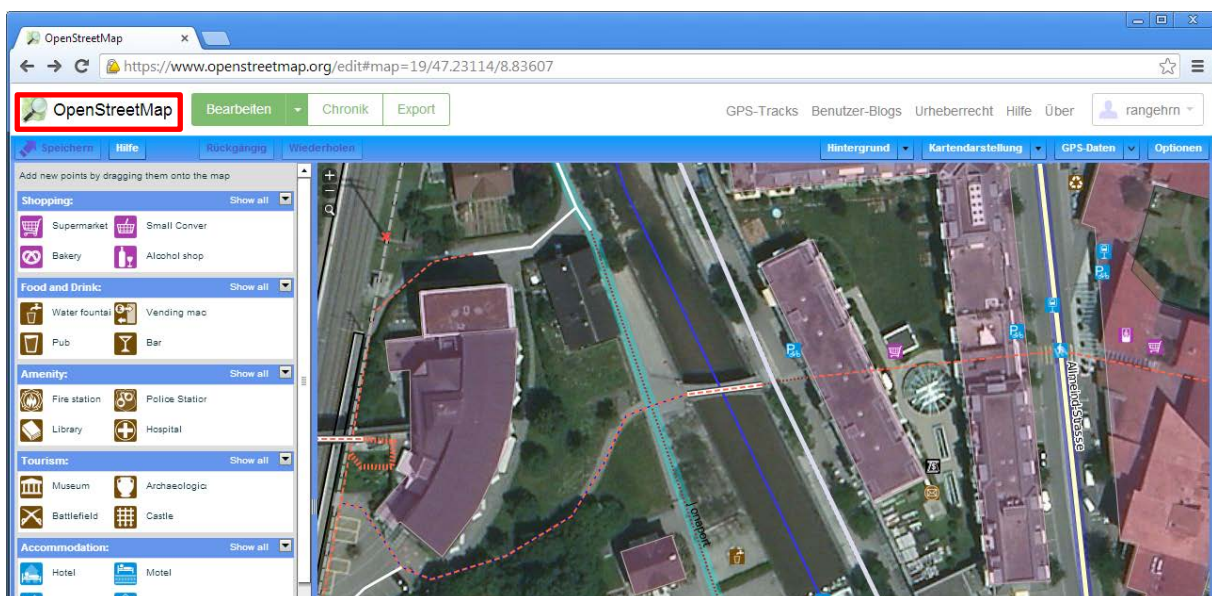 OpenStreetMap
https://www.openstreetmap.org/edit#map=19/47.23114/8.83607
OpenStreetMap Bearbeiten Chronik Export GPS-Tracks Benutzer-Blogs Urheberrecht Hilfe Über rangehrn
Speichern Hilfe Rückgängig Wiederholen Hintergrund Kartendarstellung GPS-Daten Optionen
Add new points by dragging them onto the map
Shopping: Show all
Supermarket Small Conver
Bakery Alcohol shop
Food and Drink: Show all
Water fountai Vending mac
Pub Bar
Amenity: Show all
Fire station Police Station
Library Hospital
Tourism: Show all
Museum Archaeologic
Battlefield Castle
Accommodation: Show all
Hotel Motel
Allmeind-Strasse
Jonaport